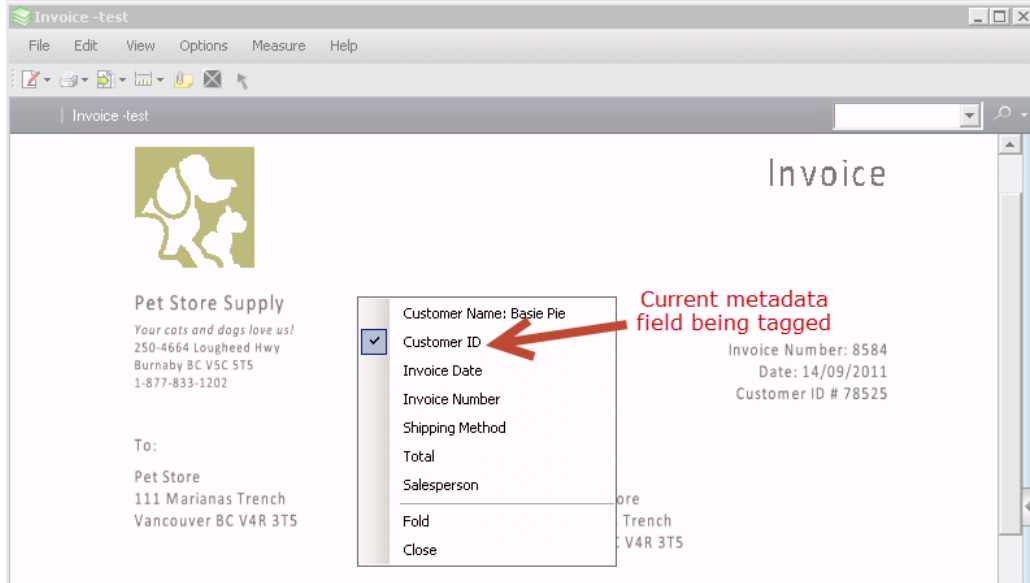 Invoice -test
File Edit View Options Measure Help
Invoice -test
Invoice
Pet Store Supply
Your cats and dogs love us!
250-4664 Lougheed Hwy
Burnaby BC V5C 5T5
1-877-833-1202
Customer Name: Basie Pie
Customer ID
Invoice Date
Invoice Number
Shipping Method
Total
Salesperson
Fold
Close
Current metadata
field being tagged
Invoice Number: 8584
Date: 14/09/2011
Customer ID # 78525
To:
Pet Store
111 Marianas Trench
Vancouver BC V4R 3T5
ore
Trench
V4R 3T5